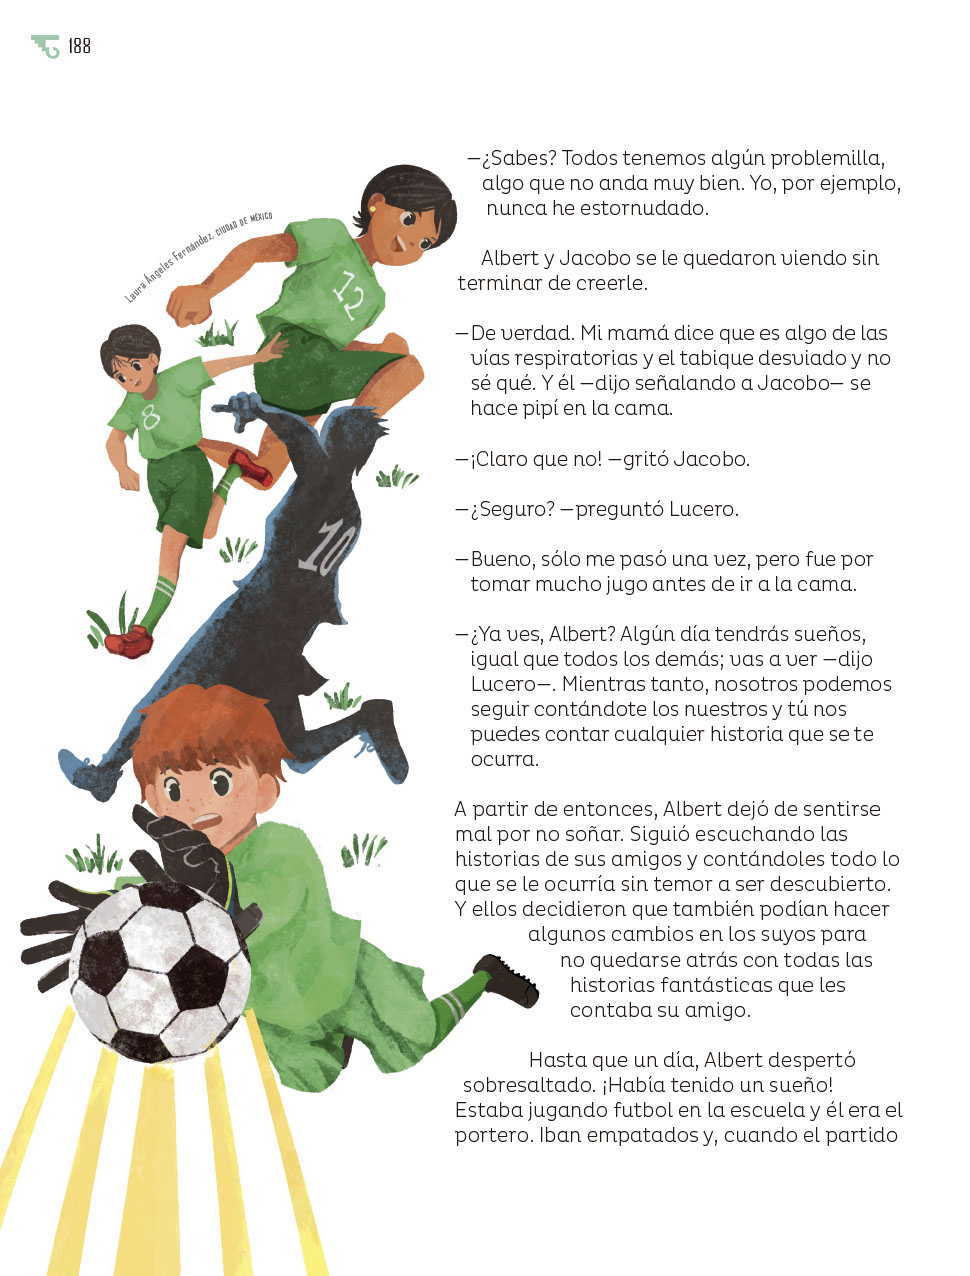 188
Laura Ángeles Fernández, CIUDAD DE MÉXICO
—¿Sabes? Todos tenemos algún problemilla,
algo que no anda muy bien. Yo, por ejemplo,
nunca he estornudado.
Albert y Jacobo se le quedaron viendo sin
terminar de creerle.
—De verdad. Mi mamá dice que es algo de las
vías respiratorias y el tabique desviado y no
sé qué. Y él —dijo señalando a Jacobo— se
hace pipí en la cama.
—¡Claro que no! —gritó Jacobo.
—¿Seguro? —preguntó Lucero.
—Bueno, sólo me pasó una vez, pero fue por
tomar mucho jugo antes de ir a la cama.
—¿Ya ves, Albert? Algún día tendrás sueños,
igual que todos los demás; vas a ver —dijo
Lucero—. Mientras tanto, nosotros podemos
seguir contándote los nuestros y tú nos
puedes contar cualquier historia que se te
ocurra.
A partir de entonces, Albert dejó de sentirse
mal por no soñar. Siguió escuchando las
historias de sus amigos y contándoles todo lo
que se le ocurría sin temor a ser descubierto.
Y ellos decidieron que también podían hacer
algunos cambios en los suyos para
no quedarse atrás con todas las
historias fantásticas que les
contaba su amigo.
Hasta que un día, Albert despertó
sobresaltado. ¡Había tenido un sueño!
Estaba jugando futbol en la escuela y él era el
portero. Iban empatados y, cuando el partido
12
8
10